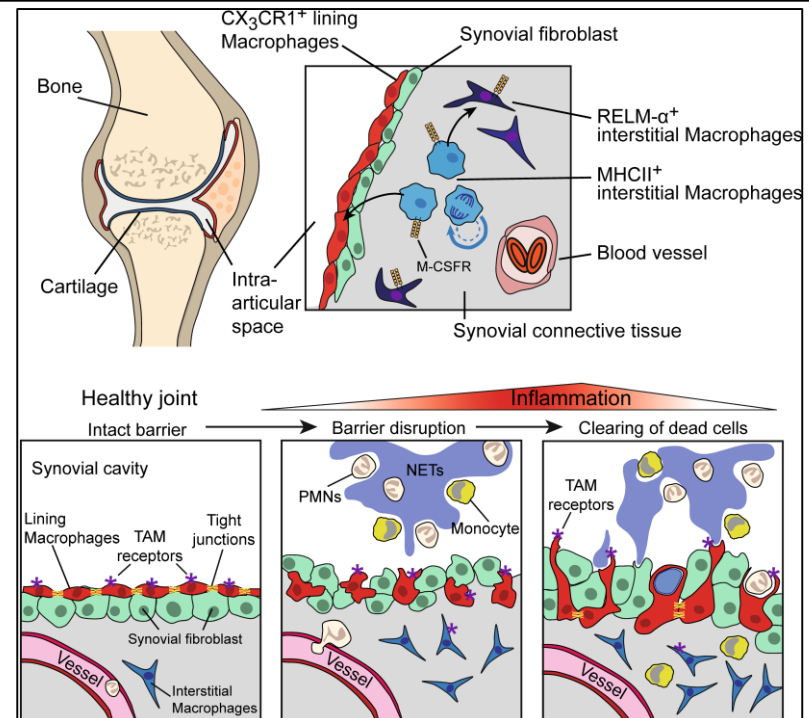 CX₃CR1⁺ lining
Macrophages
Synovial fibroblast
Bone
RELM-α⁺
interstitial Macrophages
MHCII⁺
interstitial Macrophages
Blood vessel
M-CSFR
Cartilage
Intra-
articular
space
Synovial connective tissue
Healthy joint
Inflammation
Intact barrier
Barrier disruption
Clearing of dead cells
Synovial cavity
Lining
Macrophages
TAM
receptors
Tight
junctions
Synovial fibroblast
Vessel
Interstitial
Macrophages
NETs
PMNs
Monocyte
Vessel
TAM
receptors
Vessel